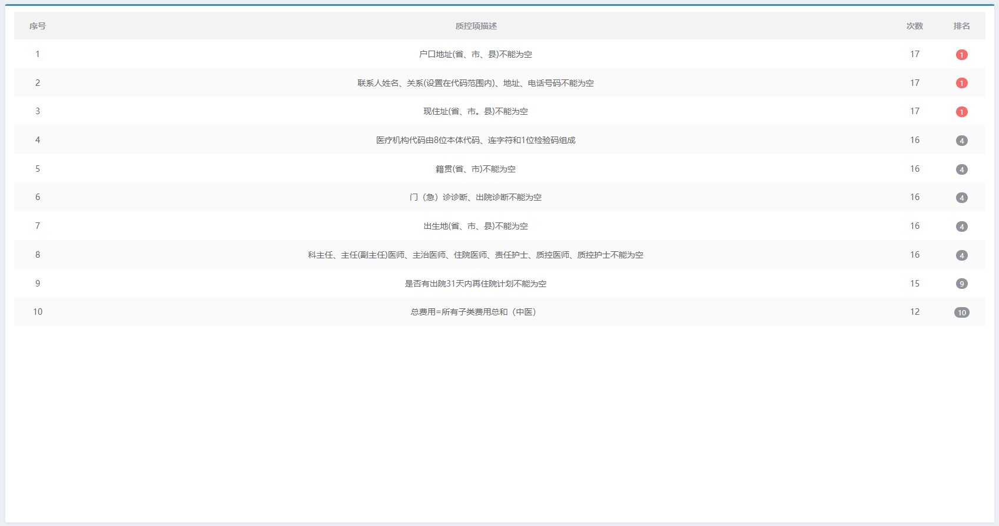 序号 质控项描述 次数 排名
1 户口地址(省、市、县)不能为空 17 1
2 联系人姓名、关系(设置在代码范围内)、地址、电话号码不能为空 17 1
3 现住址(省、市。县)不能为空 17 1
4 医疗机构代码由8位本体代码、连字符和1位检验码组成 16 4
5 籍贯(省、市)不能为空 16 4
6 门（急）诊诊断、出院诊断不能为空 16 4
7 出生地(省、市、县)不能为空 16 4
8 科主任、主任(副主任)医师、主治医师、住院医师、责任护士、质控医师、质控护士不能为空 16 4
9 是否有出院31天内再住院计划不能为空 15 9
10 总费用=所有子类费用总和（中医） 12 10